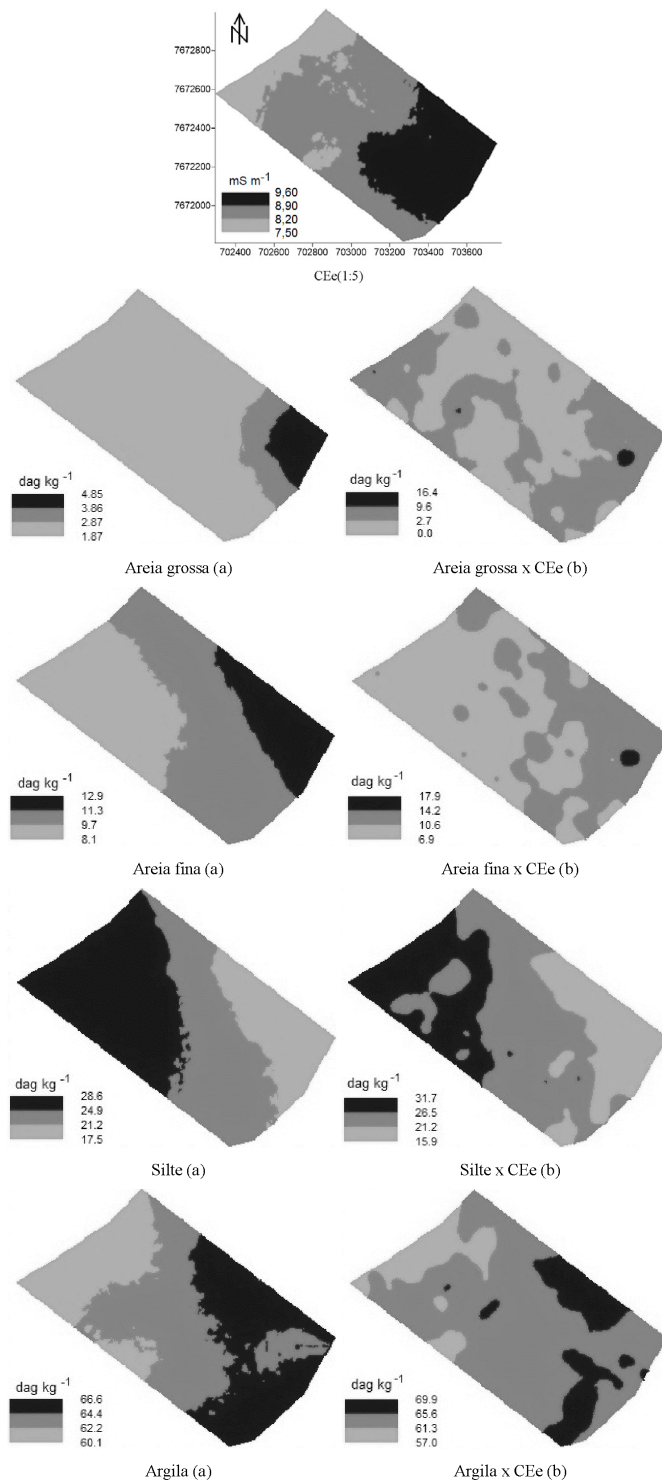 N
7672800
7672600
7672400
7672200
7672000
mS m-1
9,60
8,90
8,20
7,50
702400 702600 702800 703000 703200 703400 703600
CEe(1:5)
dag kg-1
4.85
3.86
2.87
1.87
Areia grossa (a)
dag kg-1
16.4
9.6
2.7
0.0
Areia grossa x CEe (b)
dag kg-1
12.9
11.3
9.7
8.1
Areia fina (a)
dag kg-1
17.9
14.2
10.6
6.9
Areia fina x CEe (b)
dag kg-1
28.6
24.9
21.2
17.5
Silte (a)
dag kg-1
31.7
26.5
21.2
15.9
Silte x CEe (b)
dag kg-1
66.6
64.4
62.2
60.1
Argila (a)
dag kg-1
69.9
65.6
61.3
57.0
Argila x CEe (b)